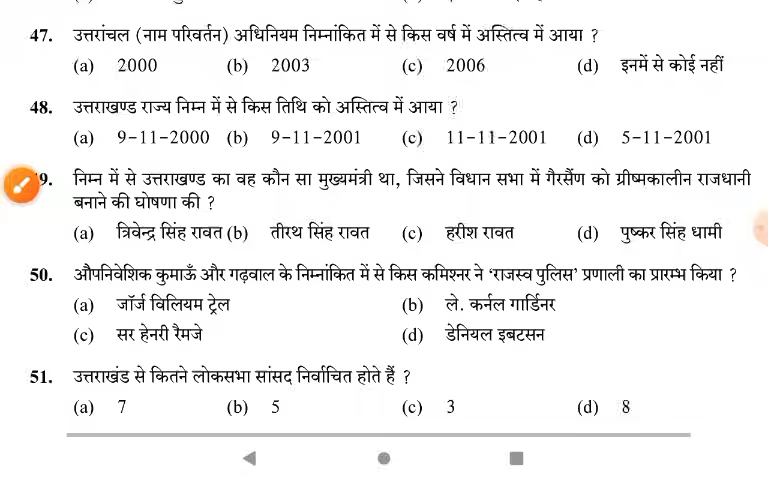 47. उत्तरांचल (नाम परिवर्तन) अधिनियम निम्नांकित में से किस वर्ष में अस्तित्व में आया ?
(a) 2000 (b) 2003 (c) 2006 (d) इनमें से कोई नहीं
48. उत्तराखण्ड राज्य निम्न में से किस तिथि को अस्तित्व में आया ?
(a) 9-11-2000 (b) 9-11-2001 (c) 11-11-2001 (d) 5-11-2001
9. निम्न में से उत्तराखण्ड का वह कौन सा मुख्यमंत्री था, जिसने विधान सभा में गैरसैंण को ग्रीष्मकालीन राजधानी
बनाने की घोषणा की ?
(a) त्रिवेन्द्र सिंह रावत (b) तीरथ सिंह रावत (c) हरीश रावत (d) पुष्कर सिंह धामी
50. औपनिवेशिक कुमाऊँ और गढ़वाल के निम्नांकित में से किस कमिश्नर ने ‘राजस्व पुलिस’ प्रणाली का प्रारम्भ किया ?
(a) जॉर्ज विलियम ट्रेल (b) ले. कर्नल गार्डिनर
(c) सर हेनरी रैमजे (d) डेनियल इबटसन
51. उत्तराखंड से कितने लोकसभा सांसद निर्वाचित होते हैं ?
(a) 7 (b) 5 (c) 3 (d) 8